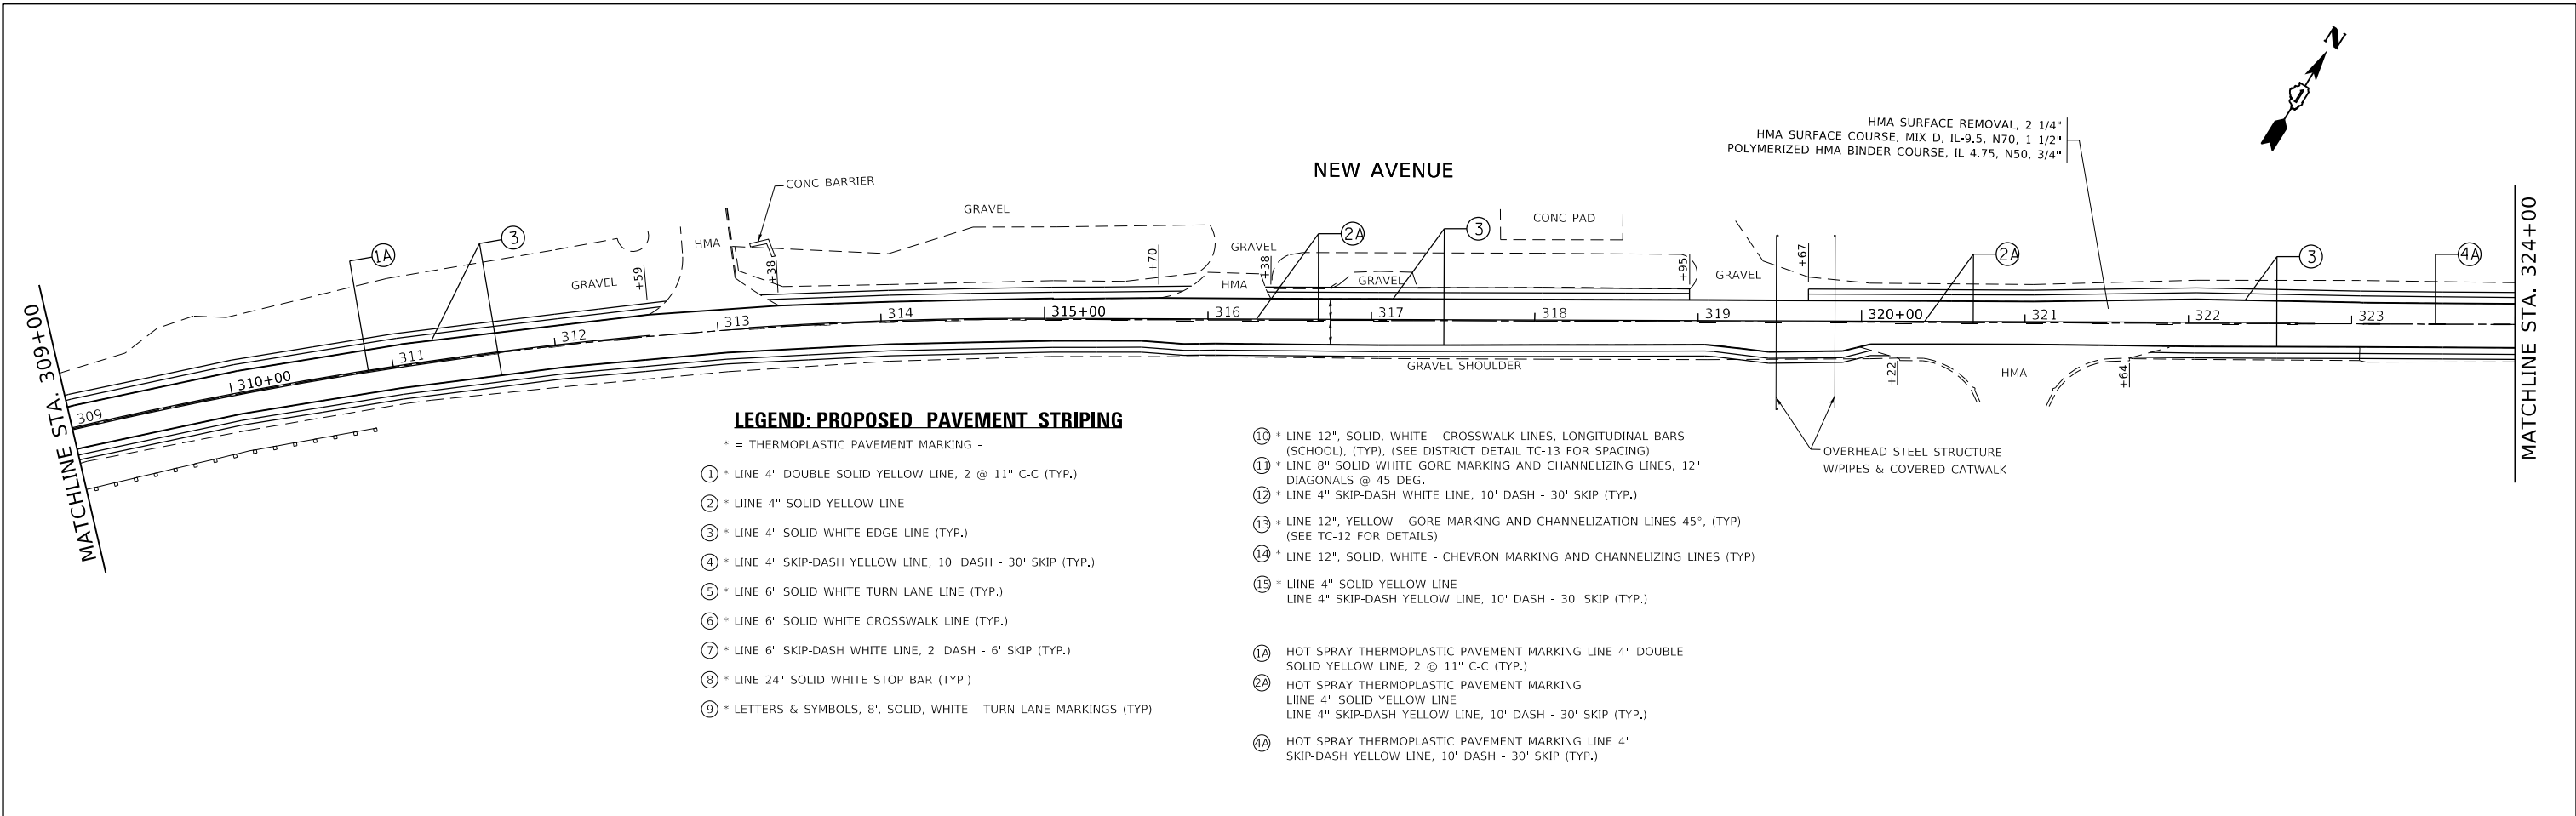 N
HMA SURFACE REMOVAL, 2 1/4"
HMA SURFACE COURSE, MIX D, IL-9.5, N70, 1 1/2"
POLYMERIZED HMA BINDER COURSE, IL 4.75, N50, 3/4"
NEW AVENUE
CONC BARRIER
GRAVEL
CONC PAD
1A
3
HMA
2A
3
2A
3
4A
GRAVEL
+59
+38
+70
GRAVEL
+38
HMA
GRAVEL
+95
GRAVEL
+67
MATCHLINE STA. 309+00
309
310+00
311
312
313
314
315+00
316
317
318
319
320+00
321
322
323
MATCHLINE STA. 324+00
GRAVEL SHOULDER
+22
HMA
+64
OVERHEAD STEEL STRUCTURE
W/PIPES & COVERED CATWALK
LEGEND: PROPOSED PAVEMENT STRIPING
* = THERMOPLASTIC PAVEMENT MARKING -
1 * LINE 4" DOUBLE SOLID YELLOW LINE, 2 @ 11" C-C (TYP.)
2 * LIINE 4" SOLID YELLOW LINE
3 * LINE 4" SOLID WHITE EDGE LINE (TYP.)
4 * LINE 4" SKIP-DASH YELLOW LINE, 10' DASH - 30' SKIP (TYP.)
5 * LINE 6" SOLID WHITE TURN LANE LINE (TYP.)
6 * LINE 6" SOLID WHITE CROSSWALK LINE (TYP.)
7 * LINE 6" SKIP-DASH WHITE LINE, 2' DASH - 6' SKIP (TYP.)
8 * LINE 24" SOLID WHITE STOP BAR (TYP.)
9 * LETTERS & SYMBOLS, 8', SOLID, WHITE - TURN LANE MARKINGS (TYP)
10 * LINE 12", SOLID, WHITE - CROSSWALK LINES, LONGITUDINAL BARS
(SCHOOL), (TYP), (SEE DISTRICT DETAIL TC-13 FOR SPACING)
11 * LINE 8" SOLID WHITE GORE MARKING AND CHANNELIZING LINES, 12"
DIAGONALS @ 45 DEG.
12 * LINE 4" SKIP-DASH WHITE LINE, 10' DASH - 30' SKIP (TYP.)
13 * LINE 12", YELLOW - GORE MARKING AND CHANNELIZATION LINES 45°, (TYP)
(SEE TC-12 FOR DETAILS)
14 * LINE 12", SOLID, WHITE - CHEVRON MARKING AND CHANNELIZING LINES (TYP)
15 * LIINE 4" SOLID YELLOW LINE
LINE 4" SKIP-DASH YELLOW LINE, 10' DASH - 30' SKIP (TYP.)
1A HOT SPRAY THERMOPLASTIC PAVEMENT MARKING LINE 4" DOUBLE
SOLID YELLOW LINE, 2 @ 11" C-C (TYP.)
2A HOT SPRAY THERMOPLASTIC PAVEMENT MARKING
LIINE 4" SOLID YELLOW LINE
LINE 4" SKIP-DASH YELLOW LINE, 10' DASH - 30' SKIP (TYP.)
4A HOT SPRAY THERMOPLASTIC PAVEMENT MARKING LINE 4"
SKIP-DASH YELLOW LINE, 10' DASH - 30' SKIP (TYP.)